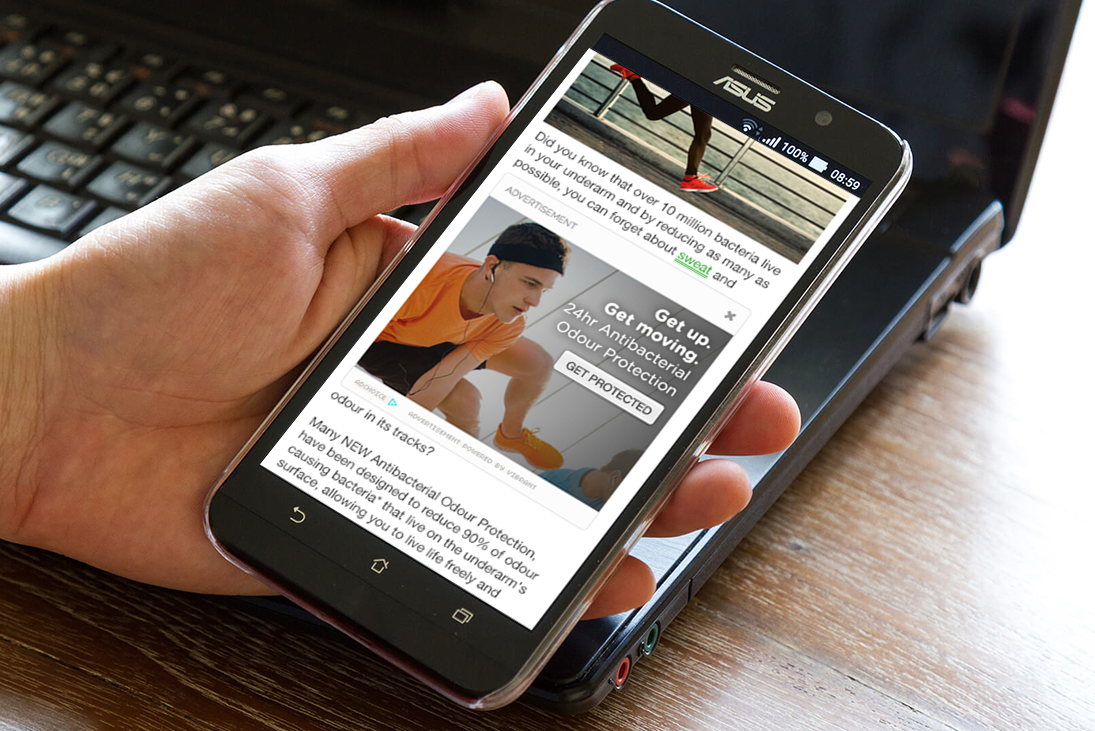 ASUS
100% 08:59
Did you know that over 10 million bacteria live
in your underarm and by reducing as many as
possible, you can forget about sweat and
ADVERTISEMENT
Get up.
Get moving.
24hr Antibacterial
Odour Protection
GET PROTECTED
ADCHOICE
ADVERTISEMENT POWERED BY VIBRANT
odour in its tracks?
Many NEW Antibacterial Odour Protection,
have been designed to reduce 90% of odour
causing bacteria* that live on the underarm's
surface, allowing you to live life freely and